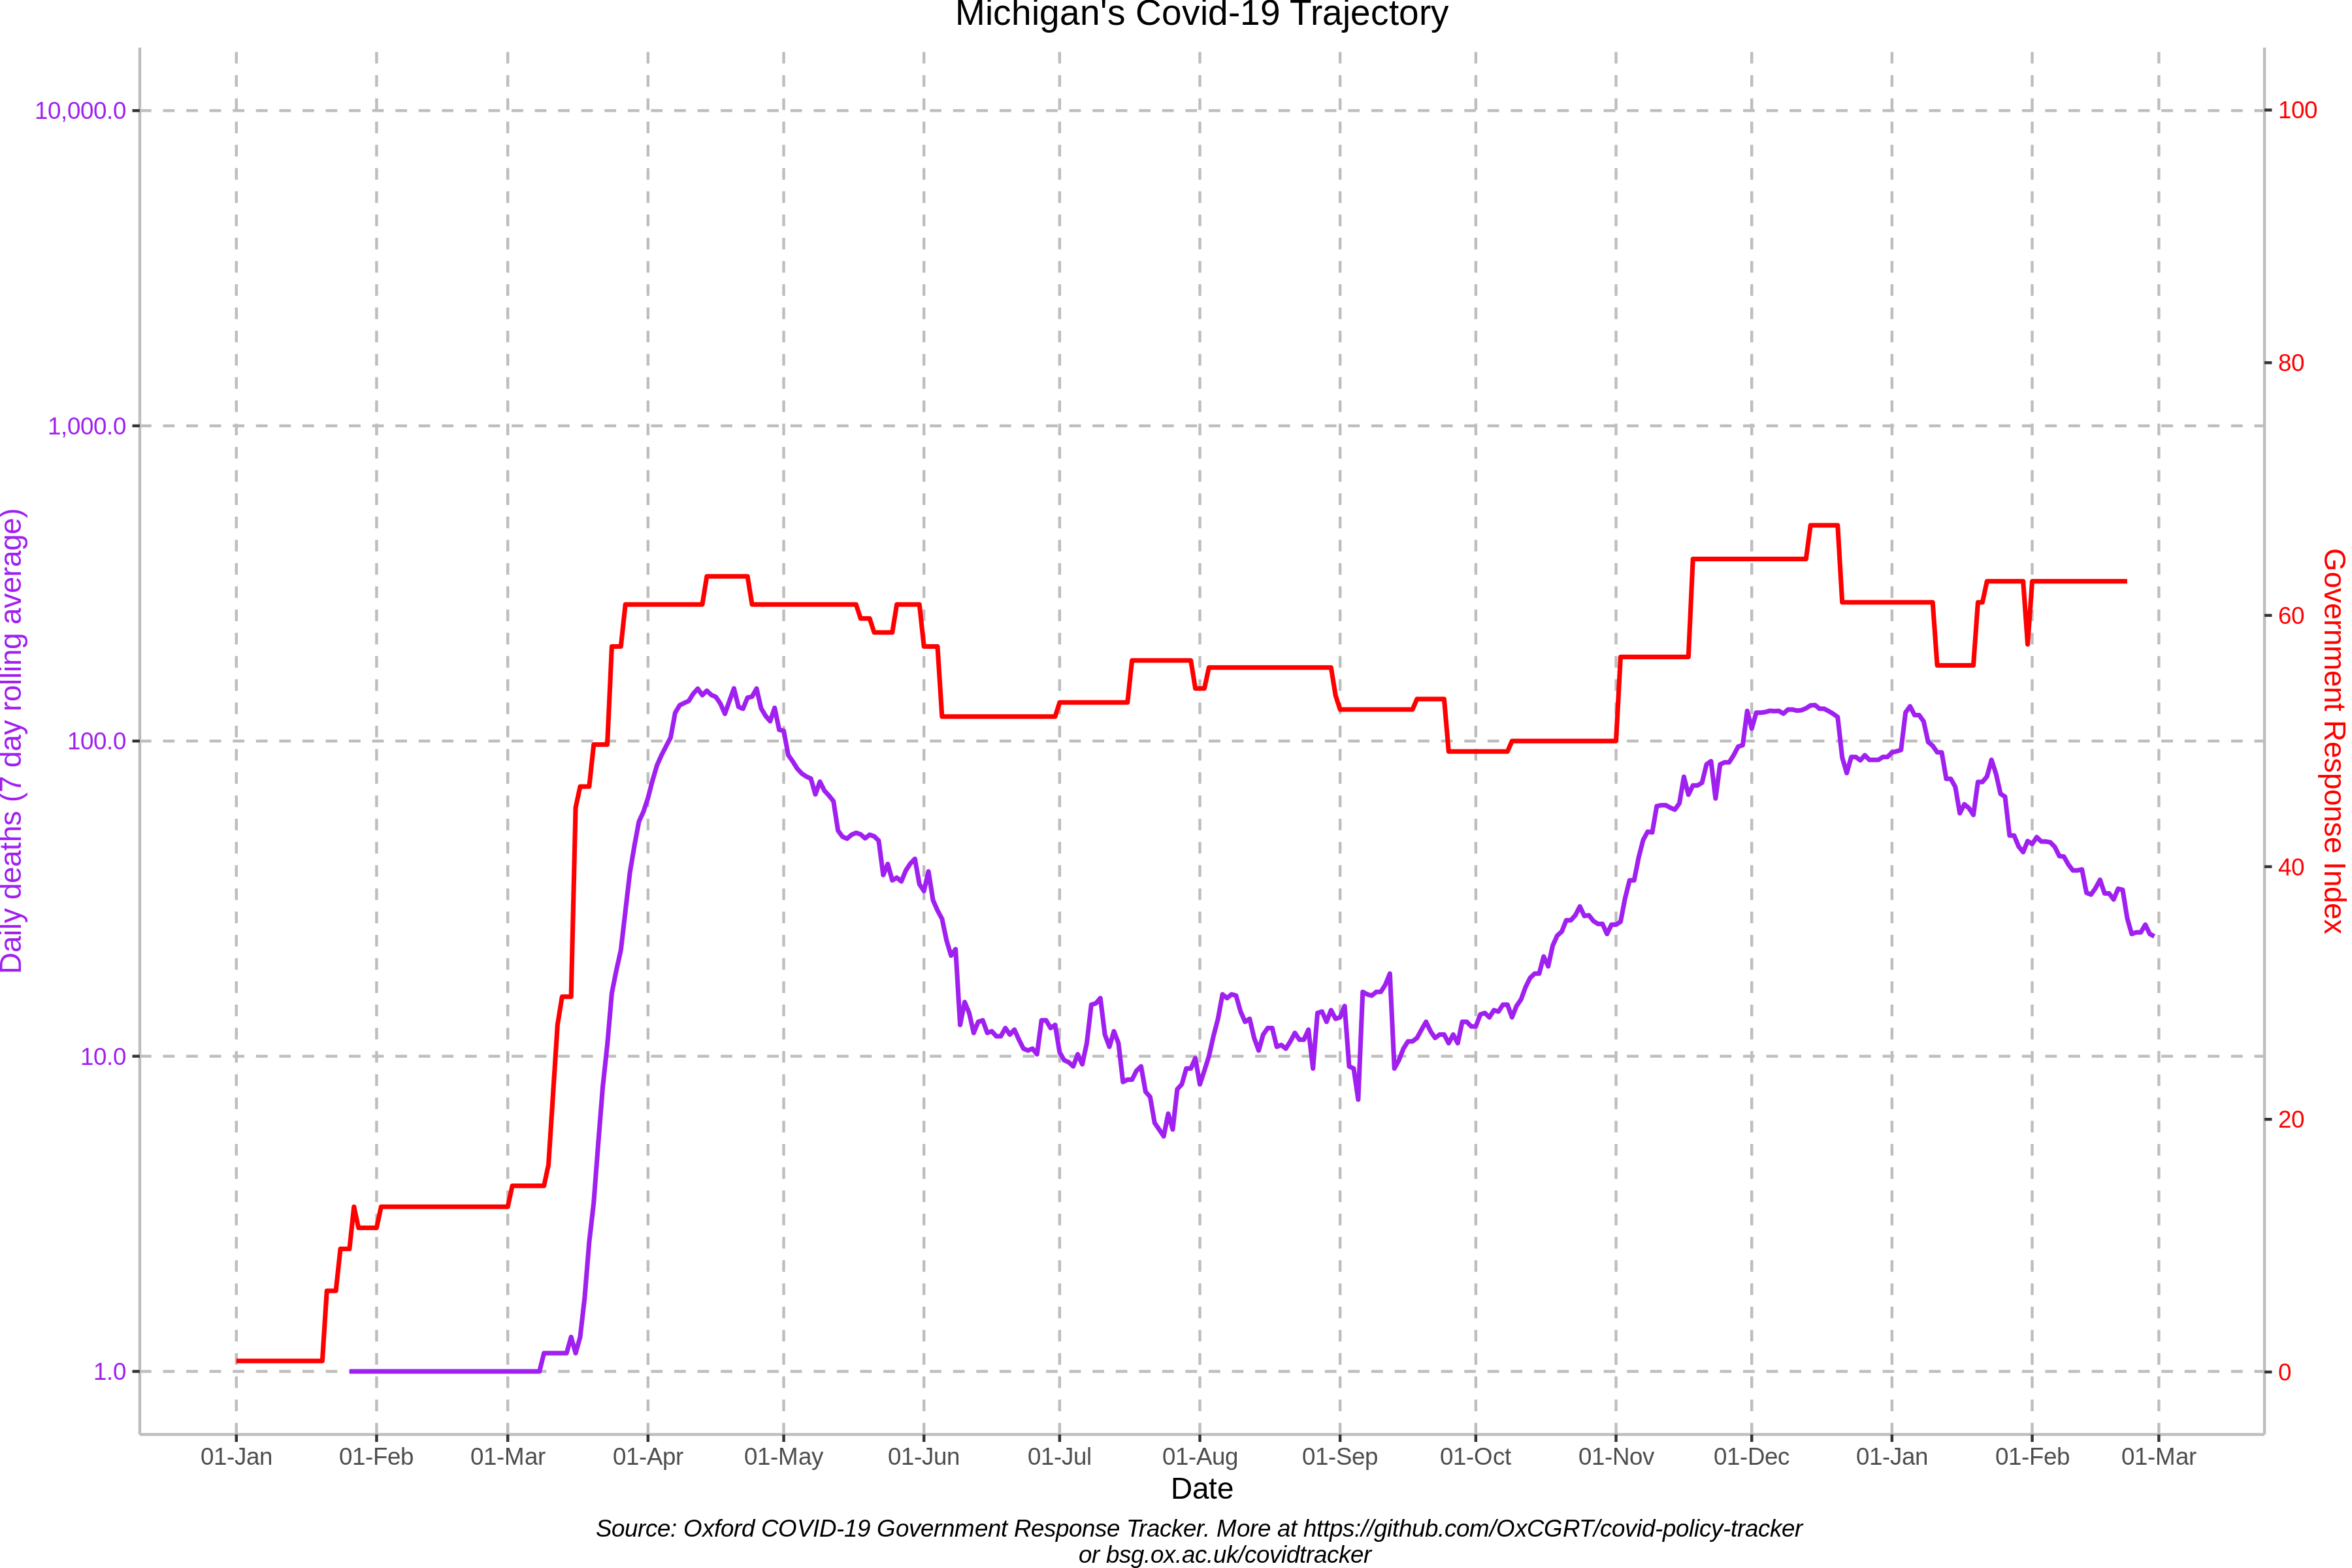 Michigan's Covid-19 Trajectory
10,000.0
1,000.0
100.0
10.0
1.0
Daily deaths (7 day rolling average)
100
80
60
40
20
0
Government Response Index
01-Jan 01-Feb 01-Mar 01-Apr 01-May 01-Jun 01-Jul 01-Aug 01-Sep 01-Oct 01-Nov 01-Dec 01-Jan 01-Feb 01-Mar
Date
Source: Oxford COVID-19 Government Response Tracker. More at https://github.com/OxCGRT/covid-policy-tracker
or bsg.ox.ac.uk/covidtracker